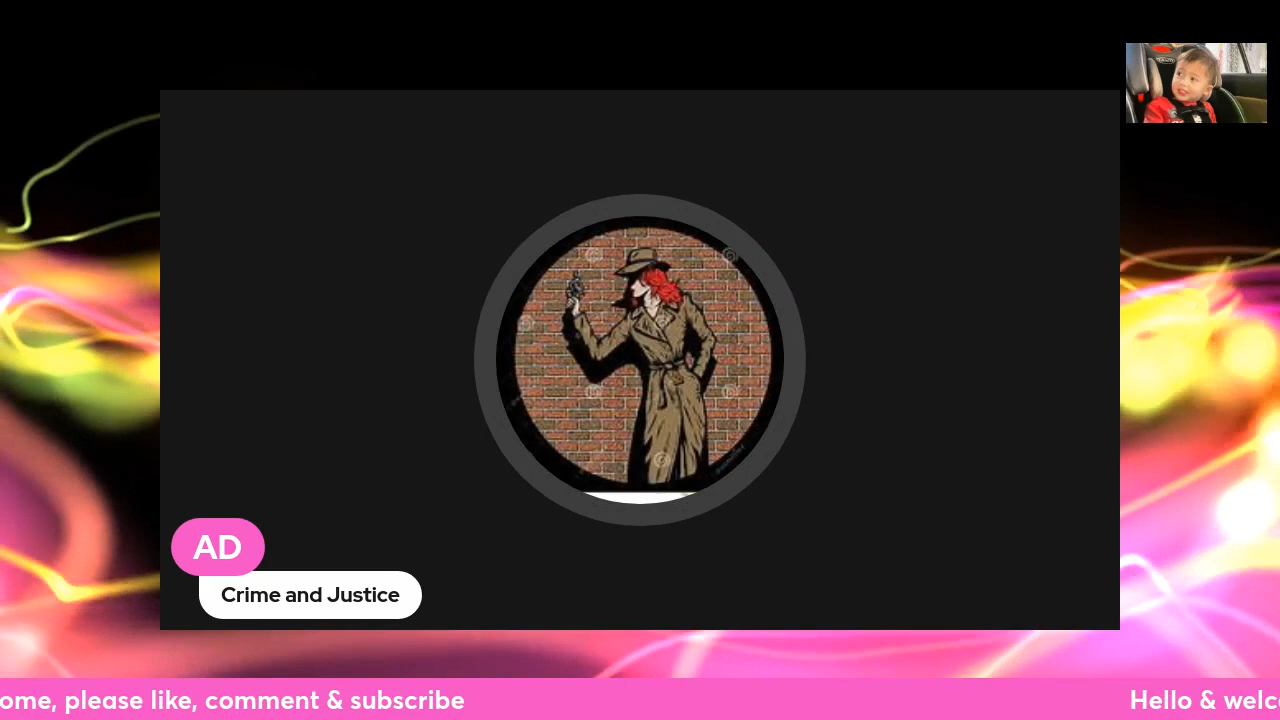 AD
Crime and Justice
ome, please like, comment & subscribe
Hello & welc